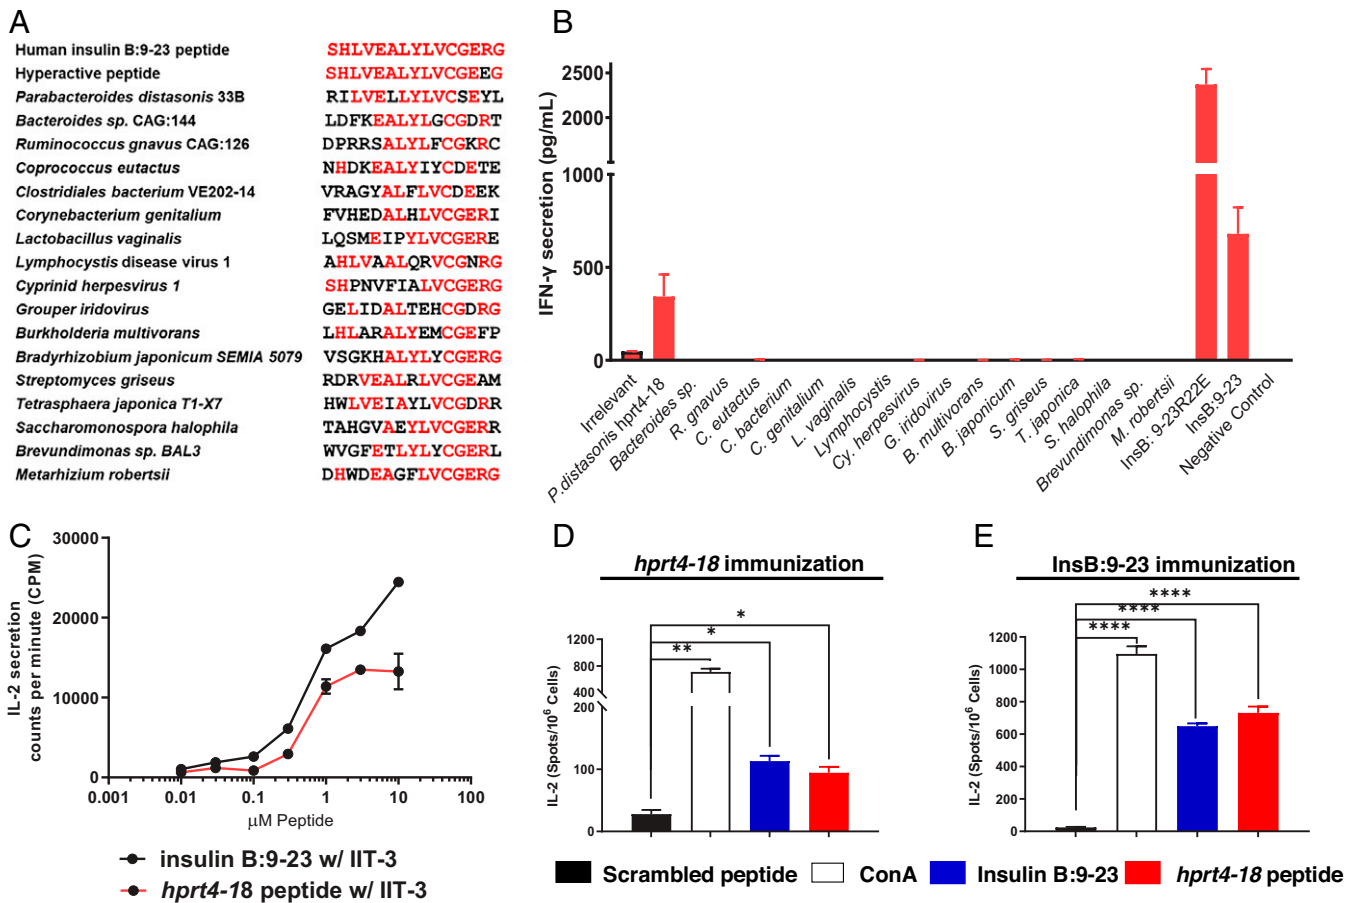 A
Human insulin B:9-23 peptide SHLVEALYLVCGERG
Hyperactive peptide SHLVEALYLVCGEEG
Parabacteroides distasonis 33B RILVELLYLVCSEYL
Bacteroides sp. CAG:144 LDFKEALYLGCGDRT
Ruminococcus gnavus CAG:126 DPRRSALYLFCGKRC
Coprococcus eutactus NHDKEALYIYCDETE
Clostridiales bacterium VE202-14 VRAGYALFLVCDEEK
Corynebacterium genitalium FVHEDALHLVCGERI
Lactobacillus vaginalis LQSMEIPYLVCGERE
Lymphocystis disease virus 1 AHLVAALQRVCGNRG
Cyprinid herpesvirus 1 SHPNVFIALVCGERG
Grouper iridovirus GELIDALTEHCGDRG
Burkholderia multivorans LHLARALYEMCGEFP
Bradyrhizobium japonicum SEMIA 5079 VSGKHALYLYCGERG
Streptomyces griseus RDRVEALRLVCGEAM
Tetrasphaera japonica T1-X7 HWLVEIAYLVCGDRR
Saccharomonospora halophila TAHGVAEYLVCGERR
Brevundimonas sp. BAL3 WVGFETLYLYCGERL
Metarhizium robertsii DHWDEAGFLVCGERG
B
IFN-γ secretion (pg/mL)
2500
2000
1000
500
0
Irrelevant
P.distasonis hprt4-18
Bacteroides sp.
R. gnavus
C. eutactus
C. bacterium
C. genitalium
L. vaginalis
Lymphocystis
Cy. herpesvirus
G. iridovirus
B. multivorans
B. japonicum
S. griseus
T. japonica
S. halophila
Brevundimonas sp.
M. robertsii
InsB: 9-23R22E
InsB:9-23
Negative Control
C
IL-2 secretion
counts per minute (CPM)
30000
20000
10000
0
0.001 0.01 0.1 1 10 100
μM Peptide
insulin B:9-23 w/ IIT-3
hprt4-18 peptide w/ IIT-3
D
hprt4-18 immunization
*
*
**
IL-2 (Spots/10⁶ Cells)
1200
800
400
200
100
0
E
InsB:9-23 immunization
****
****
****
IL-2 (Spots/10⁶ Cells)
1200
1000
800
600
400
200
0
Scrambled peptide ConA Insulin B:9-23 hprt4-18 peptide